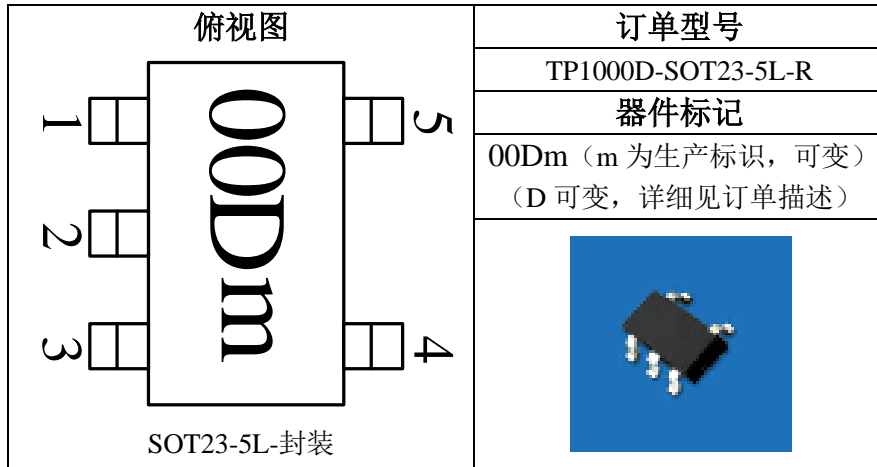 俯视图
1
2
3
00Dm
5
4
SOT23-5L-封装
订单型号
TP1000D-SOT23-5L-R
器件标记
00Dm（m 为生产标识，可变）
（D 可变，详细见订单描述）